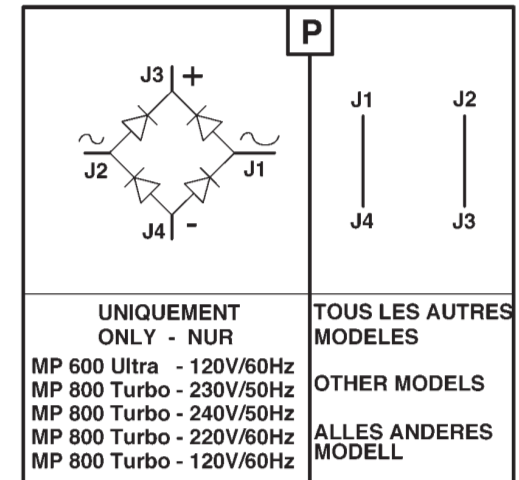 P
J3 +
J2
J1
J4 -
J1 J2
J4 J3
UNIQUEMENT
ONLY - NUR
MP 600 Ultra - 120V/60Hz
MP 800 Turbo - 230V/50Hz
MP 800 Turbo - 240V/50Hz
MP 800 Turbo - 220V/60Hz
MP 800 Turbo - 120V/60Hz
TOUS LES AUTRES
MODELES
OTHER MODELS
ALLES ANDERES
MODELL